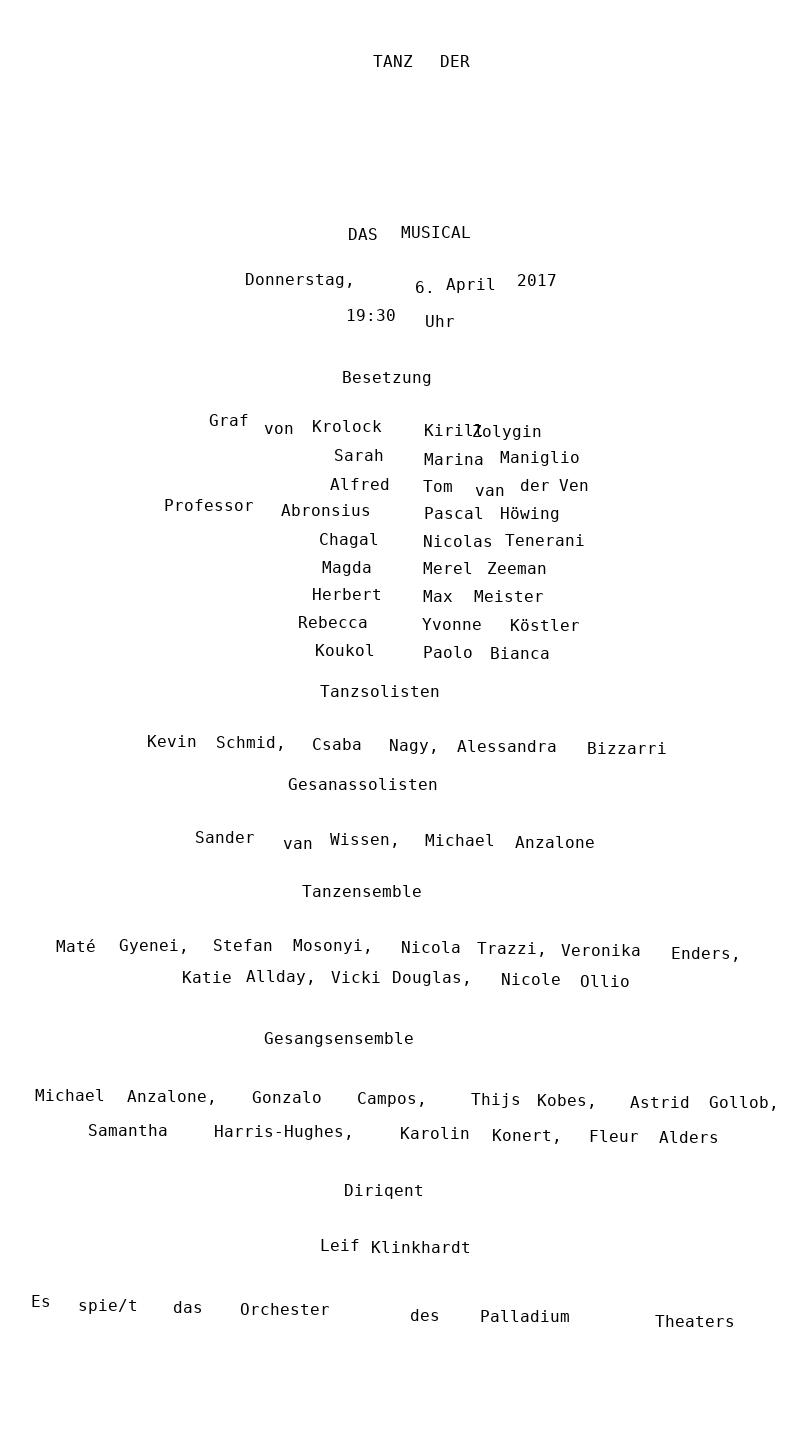 TANZ DER
DAS MUSICAL
Donnerstag, 6. April 2017
19:30 Uhr
Besetzung
Graf von Krolock Kirill Zolygin
Sarah Marina Maniglio
Alfred Tom van der Ven
Professor Abronsius Pascal Höwing
Chagal Nicolas Tenerani
Magda Merel Zeeman
Herbert Max Meister
Rebecca Yvonne Köstler
Koukol Paolo Bianca
Tanzsolisten
Kevin Schmid, Csaba Nagy, Alessandra Bizzarri
Gesanassolisten
Sander van Wissen, Michael Anzalone
Tanzensemble
Maté Gyenei, Stefan Mosonyi, Nicola Trazzi, Veronika Enders,
Katie Allday, Vicki Douglas, Nicole Ollio
Gesangsensemble
Michael Anzalone, Gonzalo Campos, Thijs Kobes, Astrid Gollob,
Samantha Harris-Hughes, Karolin Konert, Fleur Alders
Diriqent
Leif Klinkhardt
Es spie/t das Orchester des Palladium Theaters